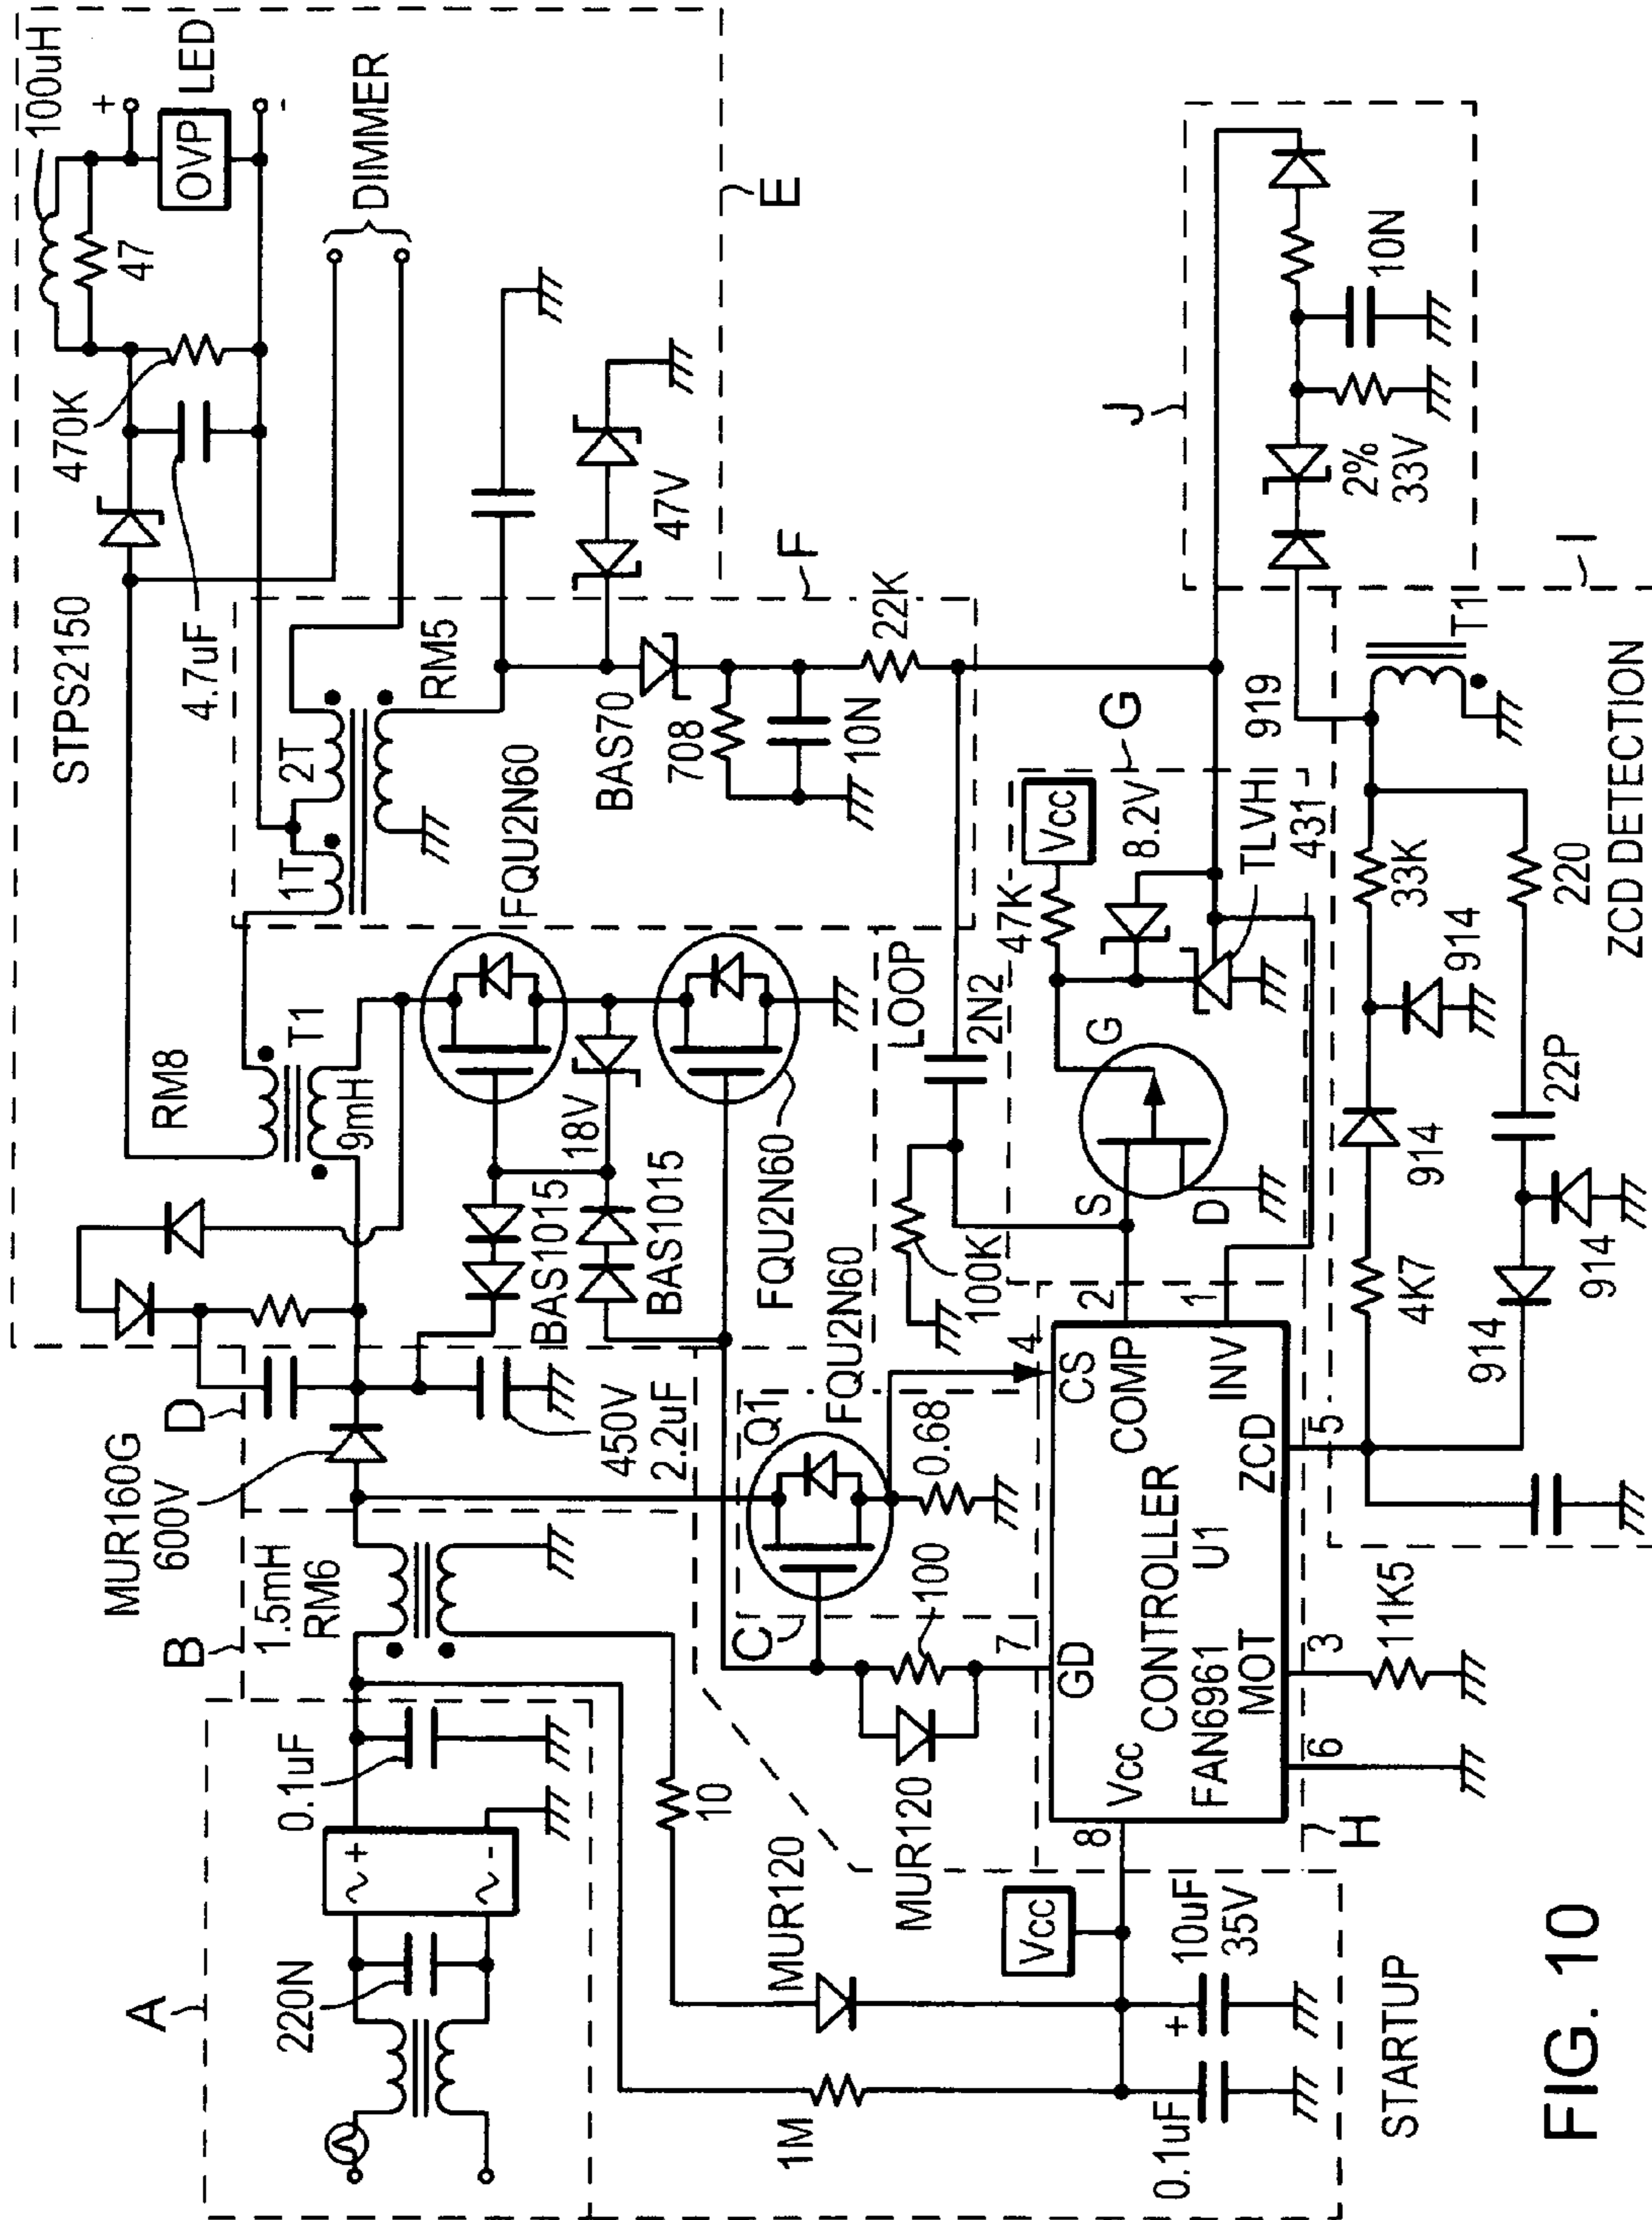 A
220N
0.1uF
B
1.5mH
RM6
MUR160G
600V
D
450V
2.2uF
RM8
T1
9mH
STPS2150
4.7uF
470K
47
100uH
+
OVP
LED
-
DIMMER
E
1T
2T
RM5
F
47V
BAS70
708
10N
22K
FQU2N60
18V
BAS1015
BAS1015
FQU2N60
LOOP
2N2
100K
FQU2N60
Q1
0.68
C
100
MUR120
10
MUR120
1M
0.1uF
+
10uF
35V
Vcc
STARTUP
8
Vcc
7
GD
4
CS
2
COMP
1
INV
CONTROLLER
FAN6961
U1
MOT
ZCD
6
3
5
11K5
H
47K
Vcc
8.2V
G
TLVH
431
G
S
D
919
J
2%
33V
10N
I
T1
33K
914
914
4K7
220
22P
914
914
ZCD DETECTION
FIG. 10